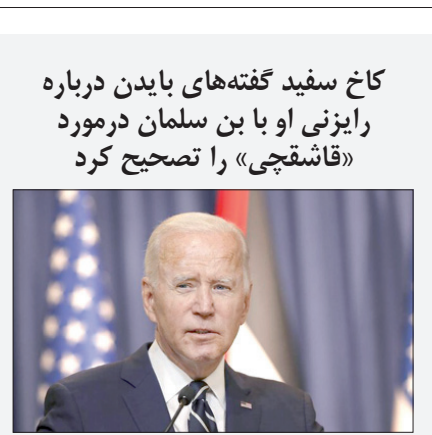 کاخ سفید گفته‌های بایدن درباره
رایزنی او با بن سلمان درمورد
«قاشقچی» را تصحیح کرد